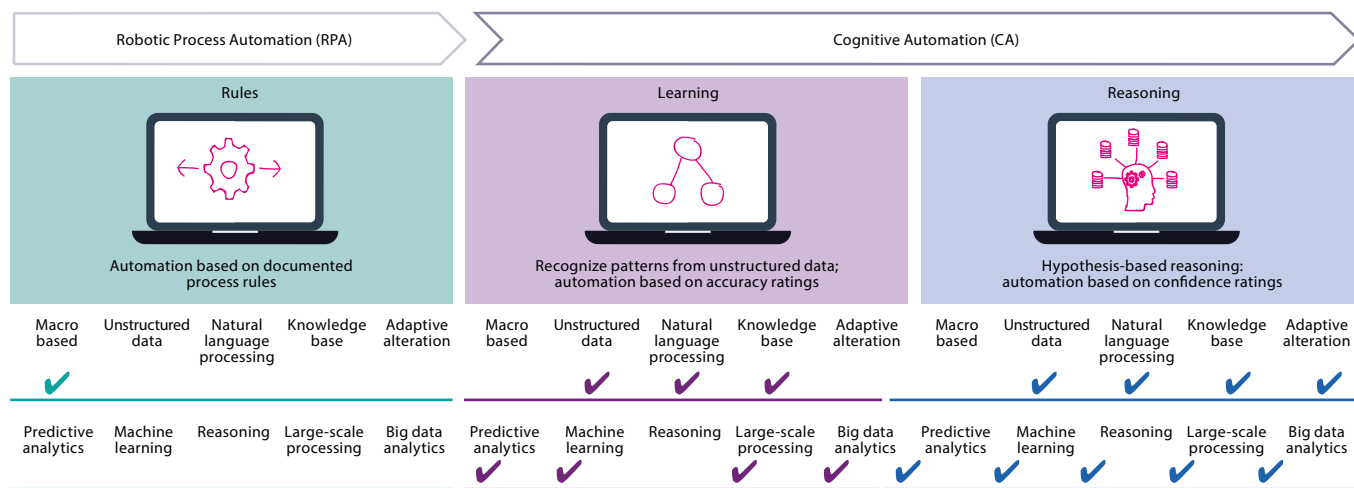 Robotic Process Automation (RPA)
Cognitive Automation (CA)
Rules
Automation based on documented
process rules
Learning
Recognize patterns from unstructured data;
automation based on accuracy ratings
Reasoning
Hypothesis-based reasoning:
automation based on confidence ratings
Macro
based
Unstructured
data
Natural
language
processing
Knowledge
base
Adaptive
alteration
Predictive
analytics
Machine
learning
Reasoning
Large-scale
processing
Big data
analytics
Macro
based
Unstructured
data
Natural
language
processing
Knowledge
base
Adaptive
alteration
Predictive
analytics
Machine
learning
Reasoning
Large-scale
processing
Big data
analytics
Macro
based
Unstructured
data
Natural
language
processing
Knowledge
base
Adaptive
alteration
Predictive
analytics
Machine
learning
Reasoning
Large-scale
processing
Big data
analytics